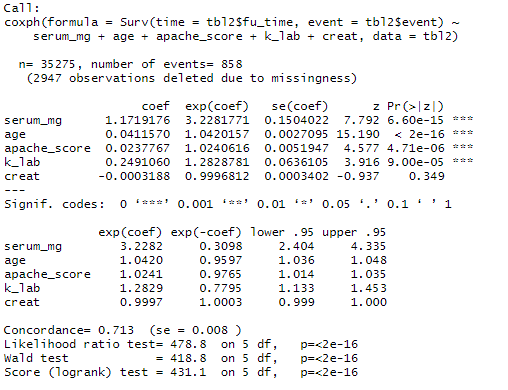 Call:
coxph(formula = Surv(time = tbl2$fu_time, event = tbl2$event) ~
    serum_mg + age + apache_score + k_lab + creat, data = tbl2)

  n= 35275, number of events= 858
   (2947 observations deleted due to missingness)

                   coef  exp(coef)   se(coef)      z Pr(>|z|)
serum_mg      1.1719176  3.2281771  0.1504022  7.792 6.60e-15 ***
age           0.0411570  1.0420157  0.0027095 15.190  < 2e-16 ***
apache_score  0.0237767  1.0240616  0.0051947  4.577 4.71e-06 ***
k_lab         0.2491060  1.2828781  0.0636105  3.916 9.00e-05 ***
creat        -0.0003188  0.9996812  0.0003402 -0.937    0.349
---
Signif. codes:  0 ‘***’ 0.001 ‘**’ 0.01 ‘*’ 0.05 ‘.’ 0.1 ‘ ’ 1

             exp(coef) exp(-coef) lower .95 upper .95
serum_mg        3.2282     0.3098     2.404     4.335
age             1.0420     0.9597     1.036     1.048
apache_score    1.0241     0.9765     1.014     1.035
k_lab           1.2829     0.7795     1.133     1.453
creat           0.9997     1.0003     0.999     1.000

Concordance= 0.713  (se = 0.008 )
Likelihood ratio test= 478.8  on 5 df,   p=<2e-16
Wald test            = 418.8  on 5 df,   p=<2e-16
Score (logrank) test = 431.1  on 5 df,   p=<2e-16